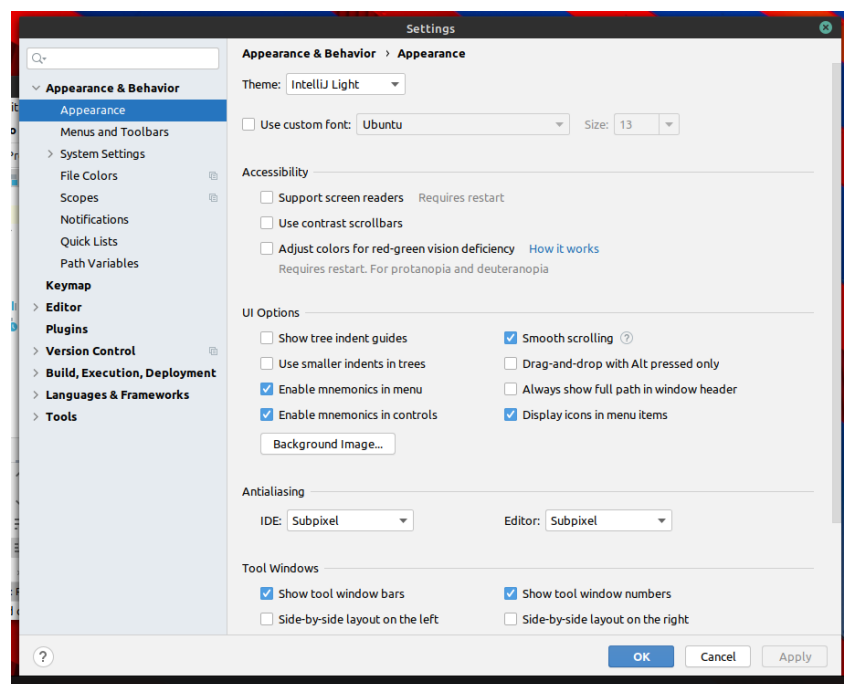 Settings
Appearance & Behavior
Appearance
Menus and Toolbars
System Settings
File Colors
Scopes
Notifications
Quick Lists
Path Variables
Keymap
Editor
Plugins
Version Control
Build, Execution, Deployment
Languages & Frameworks
Tools
Appearance & Behavior › Appearance
Theme: IntelliJ Light
Use custom font: Ubuntu Size: 13
Accessibility
Support screen readers Requires restart
Use contrast scrollbars
Adjust colors for red-green vision deficiency How it works
Requires restart. For protanopia and deuteranopia
UI Options
Show tree indent guides Smooth scrolling ?
Use smaller indents in trees Drag-and-drop with Alt pressed only
Enable mnemonics in menu Always show full path in window header
Enable mnemonics in controls Display icons in menu items
Background Image...
Antialiasing
IDE: Subpixel Editor: Subpixel
Tool Windows
Show tool window bars Show tool window numbers
Side-by-side layout on the left Side-by-side layout on the right
? OK Cancel Apply